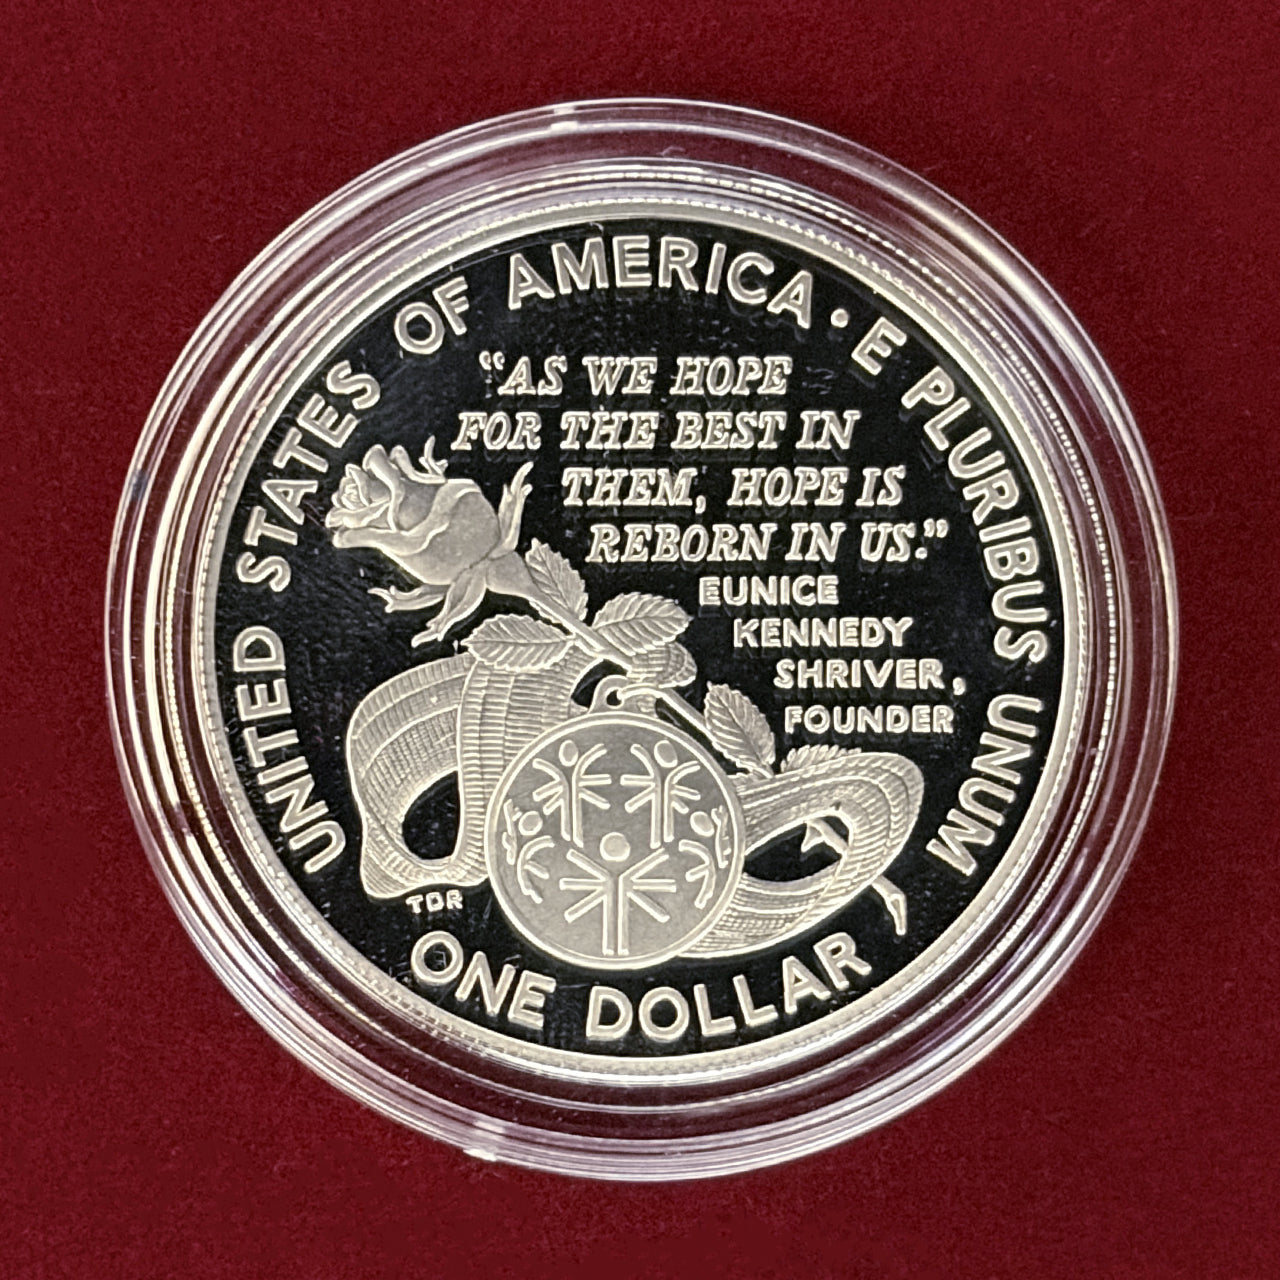 UNITED STATES OF AMERICA · E PLURIBUS UNUM
"AS WE HOPE
FOR THE BEST IN
THEM, HOPE IS
REBORN IN US."
EUNICE
KENNEDY
SHRIVER,
FOUNDER
TDR
ONE DOLLAR